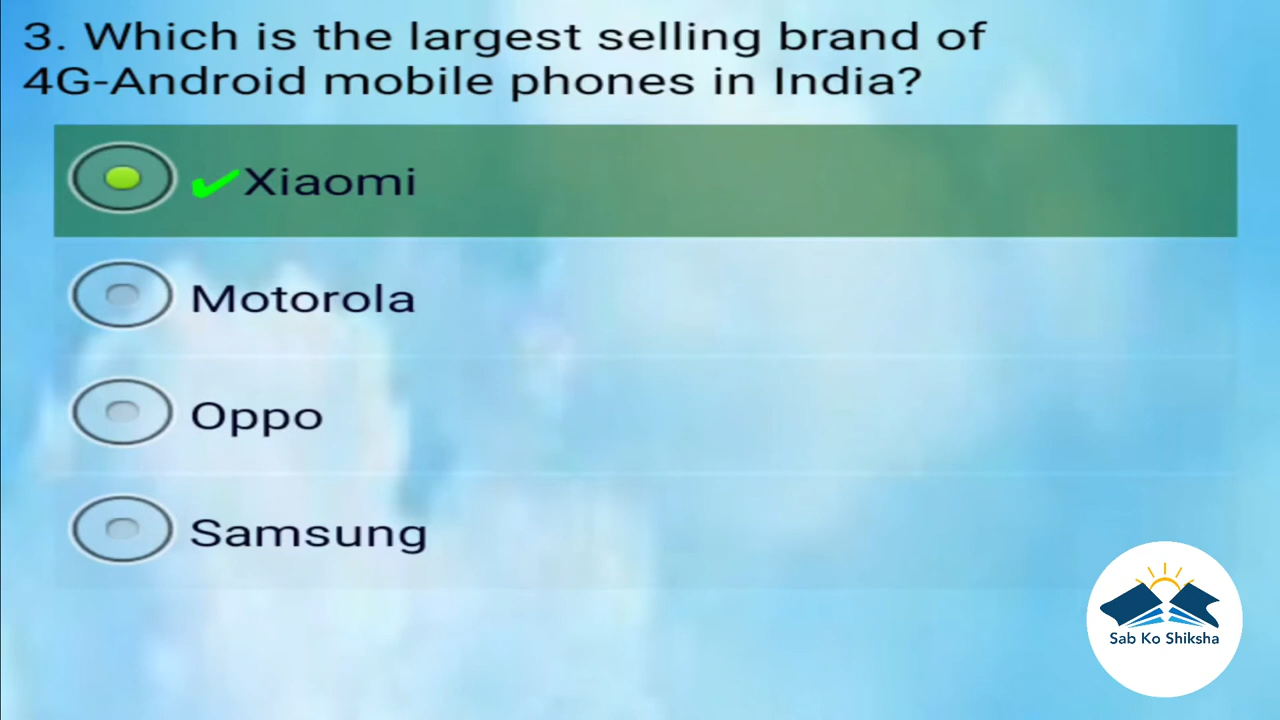 3. Which is the largest selling brand of
4G-Android mobile phones in India?
✔Xiaomi
Motorola
Oppo
Samsung
Sab Ko Shiksha